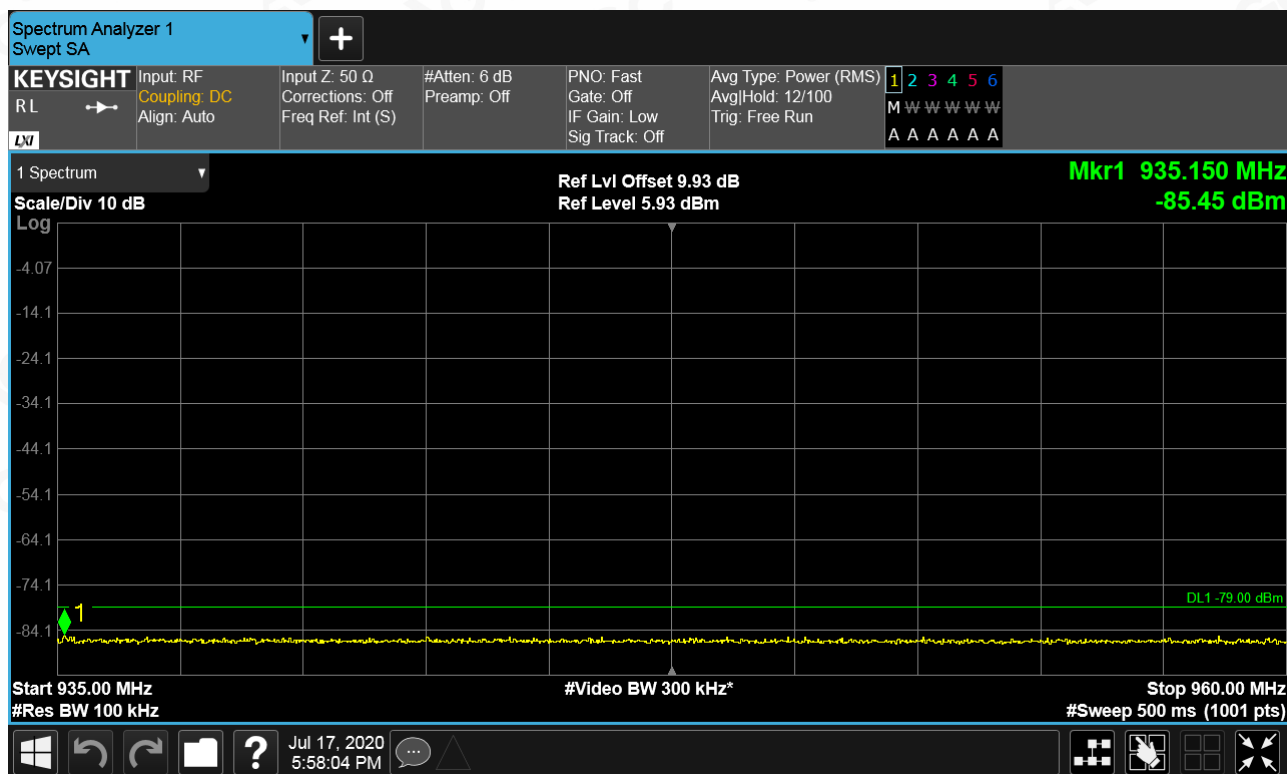 Spectrum Analyzer 1
Swept SA
+
KEYSIGHT Input: RF Input Z: 50 Ω #Atten: 6 dB PNO: Fast Avg Type: Power (RMS) 1 2 3 4 5 6
R L Coupling: DC Corrections: Off Preamp: Off Gate: Off Avg|Hold: 12/100 M W W W W W
Align: Auto Freq Ref: Int (S) IF Gain: Low Trig: Free Run
LXI Sig Track: Off A A A A A A
1 Spectrum Ref Lvl Offset 9.93 dB Mkr1 935.150 MHz
Scale/Div 10 dB Ref Level 5.93 dBm -85.45 dBm
Log
-4.07
-14.1
-24.1
-34.1
-44.1
-54.1
-64.1
-74.1
DL1 -79.00 dBm
1
-84.1
Start 935.00 MHz #Video BW 300 kHz* Stop 960.00 MHz
#Res BW 100 kHz #Sweep 500 ms (1001 pts)
? Jul 17, 2020
5:58:04 PM